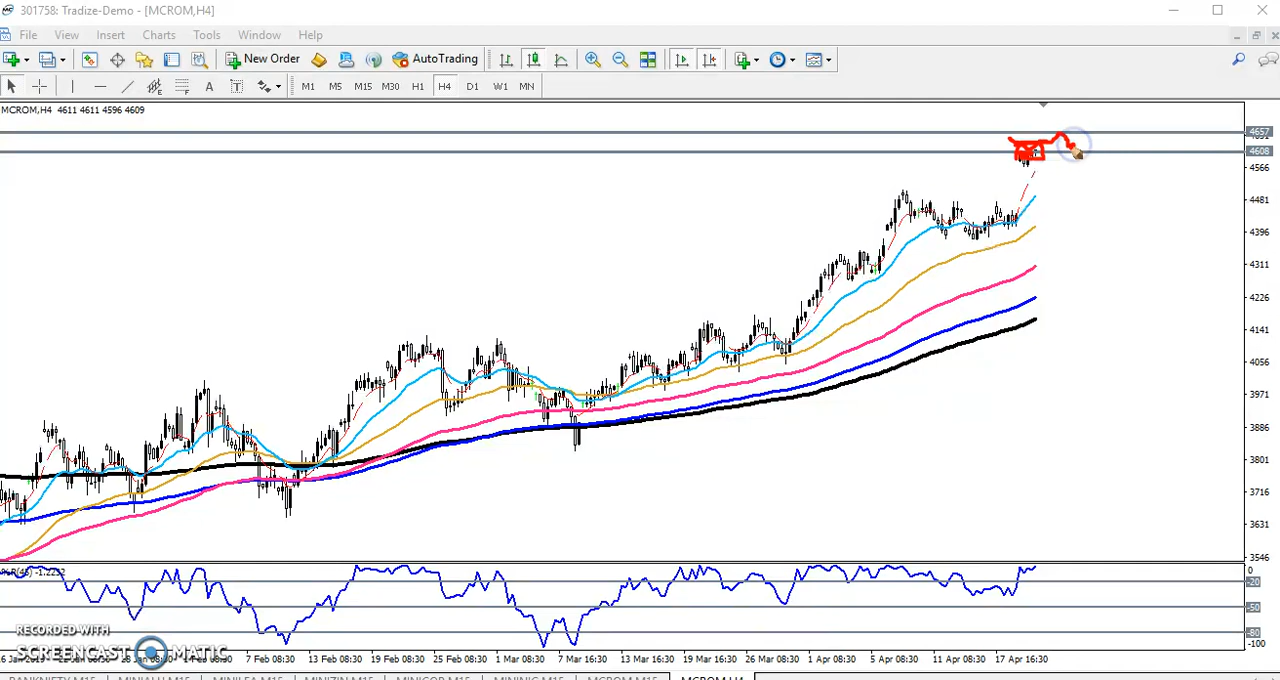 301758: Tradize-Demo - [MCROM,H4]
File View Insert Charts Tools Window Help
New Order AutoTrading
A T M1 M5 M15 M30 H1 H4 D1 W1 MN
MCROM,H4 4611 4611 4596 4609
4657
4608
4566
4481
4396
4311
4226
4141
4056
3971
3886
3801
3716
3631
3546
%R(45) -1.2232
0
-20
-50
-80
-100
RECORDED WITH
SCREENCAST MATIC
7 Feb 08:30 13 Feb 08:30 19 Feb 08:30 25 Feb 08:30 1 Mar 08:30 7 Mar 16:30 13 Mar 16:30 19 Mar 16:30 26 Mar 08:30 1 Apr 08:30 5 Apr 08:30 11 Apr 08:30 17 Apr 16:30
MCROM,H4